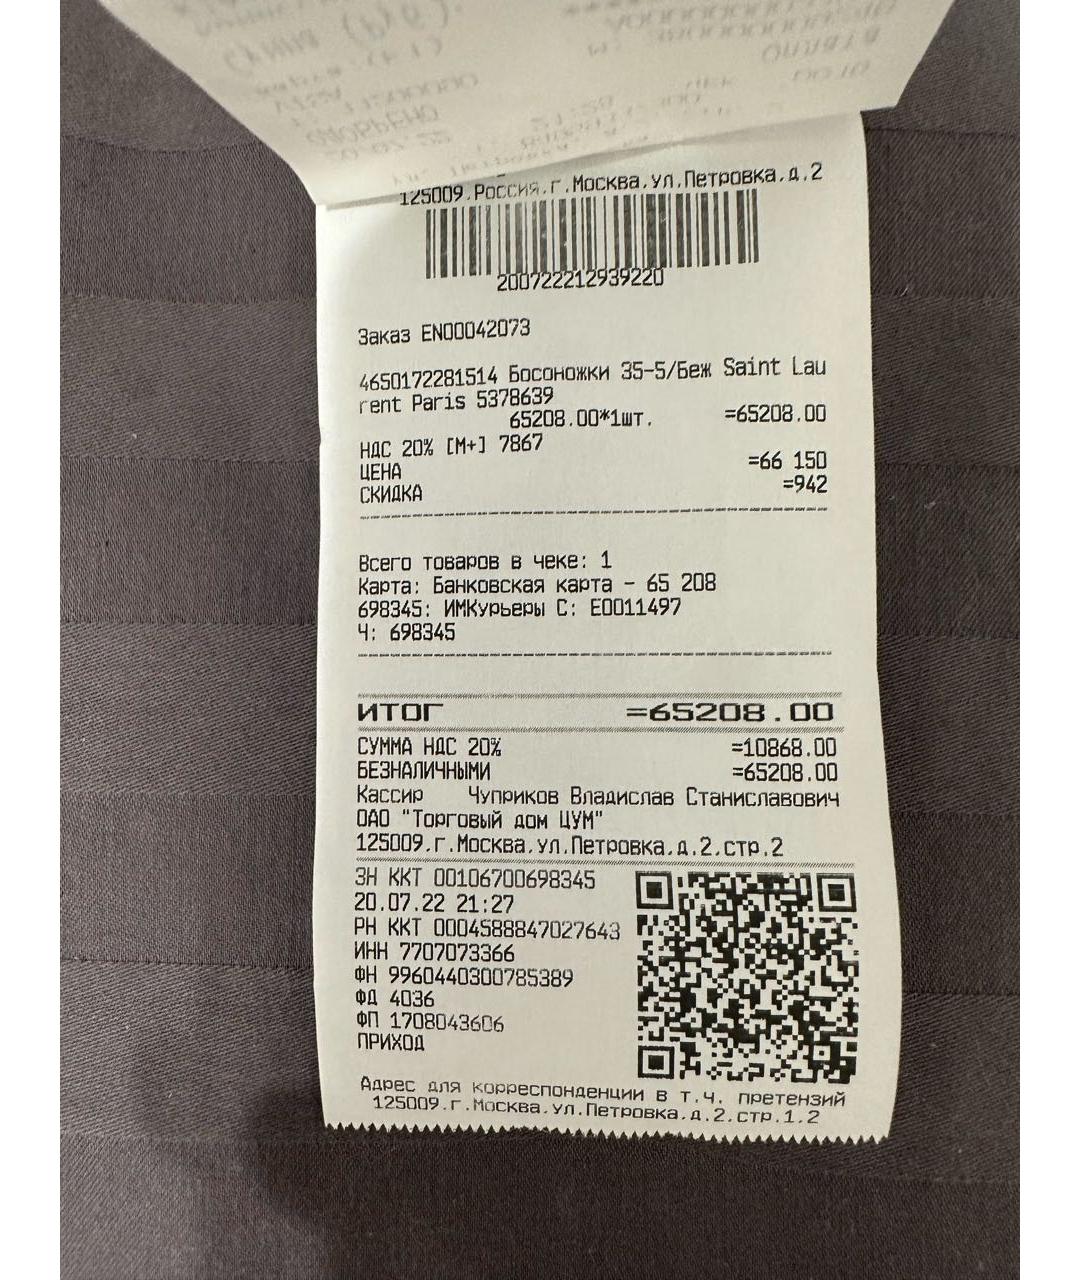 125009.Россия.г.Москва.ул.Петровка.д.2
200722212939220
Заказ EN00042073
4650172281514 Босоножки 35-5/Беж Saint Lau
rent Paris 5378639
65208.00*1шт. =65208.00
НДС 20% [М+] 7867
ЦЕНА =66 150
СКИДКА =942
Всего товаров в чеке: 1
Карта: Банковская карта - 65 208
698345: ИМКурьеры С: E0011497
Ч: 698345
ИТОГ =65208.00
СУММА НДС 20% =10868.00
БЕЗНАЛИЧНЫМИ =65208.00
Кассир Чуприков Владислав Станиславович
ОАО "Торговый дом ЦУМ"
125009.г.Москва.ул.Петровка.д.2.стр.2
ЗН ККТ 00106700698345
20.07.22 21:27
РН ККТ 0004588847027643
ИНН 7707073366
ФН 9960440300785389
ФД 4036
ФП 1708043606
ПРИХОД
Адрес для корреспонденции в т.ч. претензий
125009.г.Москва.ул.Петровка.д.2.стр.1.2